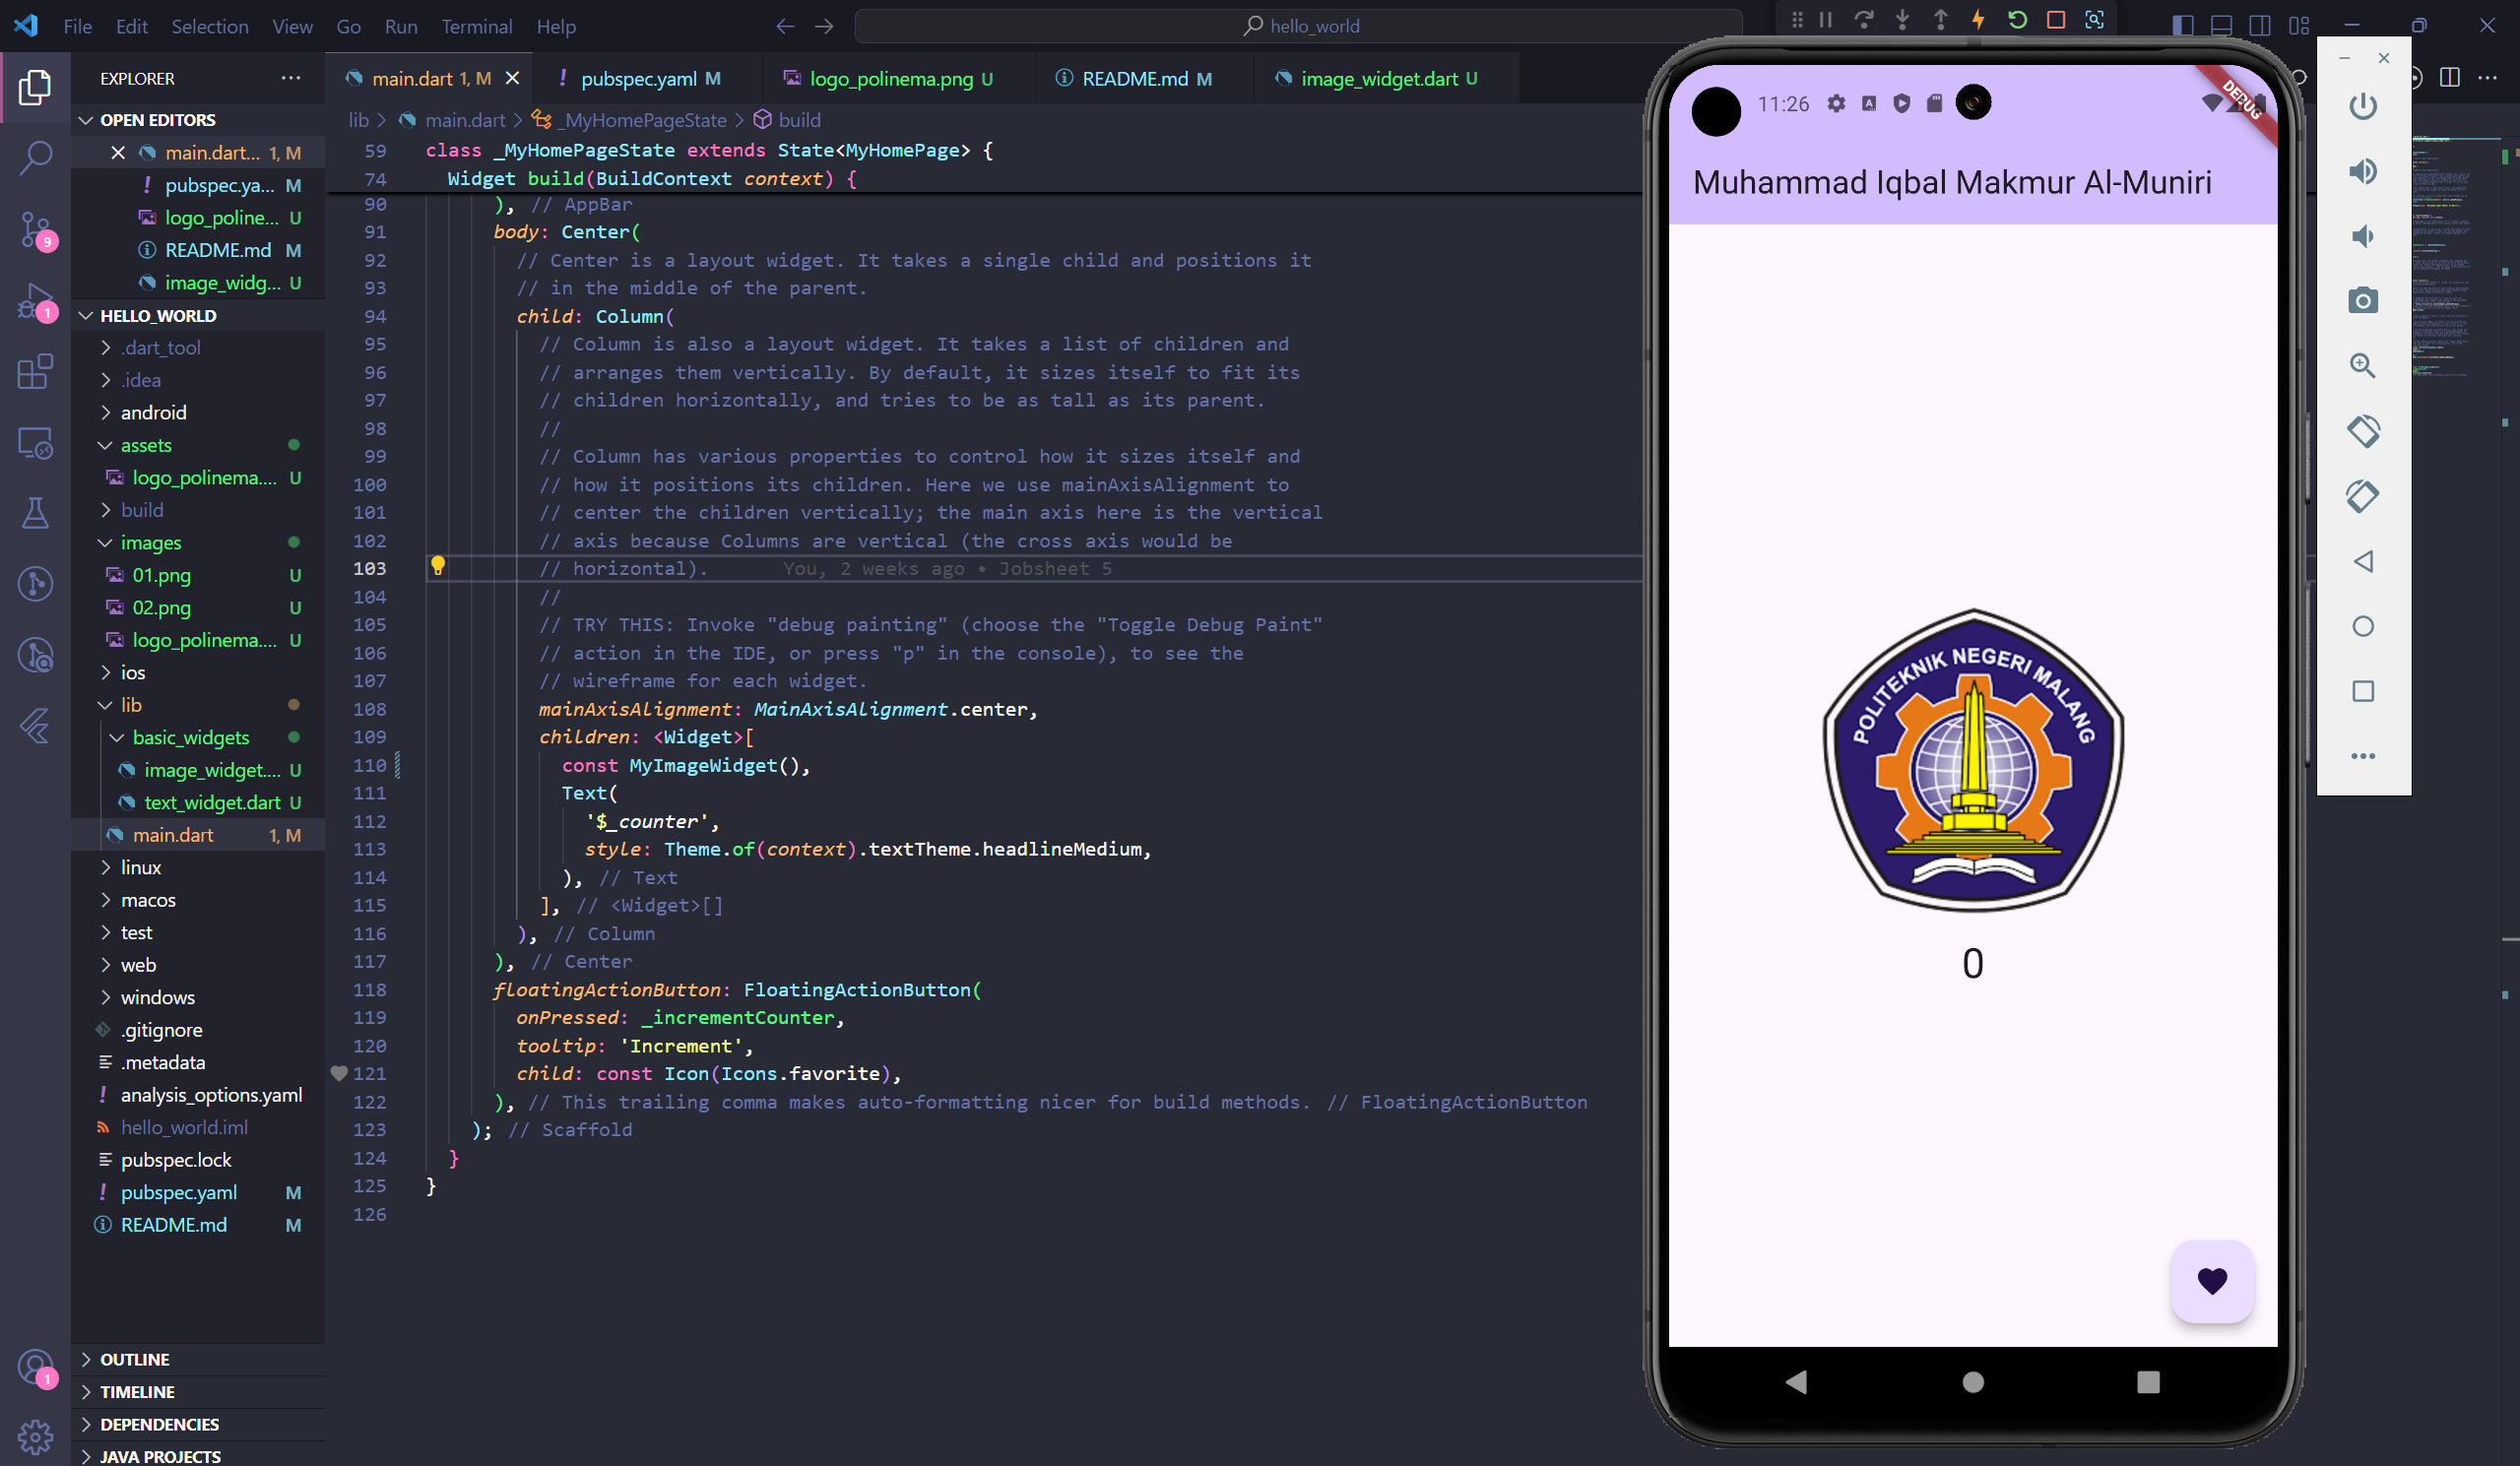 File Edit Selection View Go Run Terminal Help
hello_world
EXPLORER
OPEN EDITORS
main.dart... 1, M
pubspec.ya... M
logo_poline... U
README.md M
image_widg... U
HELLO_WORLD
.dart_tool
.idea
android
assets
logo_polinema.... U
build
images
01.png U
02.png U
logo_polinema.... U
ios
lib
basic_widgets
image_widget.... U
text_widget.dart U
main.dart 1, M
linux
macos
test
web
windows
.gitignore
.metadata
analysis_options.yaml
hello_world.iml
pubspec.lock
pubspec.yaml M
README.md M
OUTLINE
TIMELINE
DEPENDENCIES
JAVA PROJECTS
9
1
1
main.dart 1, M
pubspec.yaml M
logo_polinema.png U
README.md M
image_widget.dart U
lib > main.dart > _MyHomePageState > build
59 class _MyHomePageState extends State<MyHomePage> {
74 Widget build(BuildContext context) {
90 ), // AppBar
91 body: Center(
92 // Center is a layout widget. It takes a single child and positions it
93 // in the middle of the parent.
94 child: Column(
95 // Column is also a layout widget. It takes a list of children and
96 // arranges them vertically. By default, it sizes itself to fit its
97 // children horizontally, and tries to be as tall as its parent.
98 //
99 // Column has various properties to control how it sizes itself and
100 // how it positions its children. Here we use mainAxisAlignment to
101 // center the children vertically; the main axis here is the vertical
102 // axis because Columns are vertical (the cross axis would be
103 // horizontal). You, 2 weeks ago • Jobsheet 5
104 //
105 // TRY THIS: Invoke "debug painting" (choose the "Toggle Debug Paint"
106 // action in the IDE, or press "p" in the console), to see the
107 // wireframe for each widget.
108 mainAxisAlignment: MainAxisAlignment.center,
109 children: <Widget>[
110 const MyImageWidget(),
111 Text(
112 '$_counter',
113 style: Theme.of(context).textTheme.headlineMedium,
114 ), // Text
115 ], // <Widget>[]
116 ), // Column
117 ), // Center
118 floatingActionButton: FloatingActionButton(
119 onPressed: _incrementCounter,
120 tooltip: 'Increment',
121 child: const Icon(Icons.favorite),
122 ), // This trailing comma makes auto-formatting nicer for build methods. // FloatingActionButton
123 ); // Scaffold
124 }
125 }
126
11:26
DEBUG
Muhammad Iqbal Makmur Al-Muniri
POLITEKNIK NEGERI MALANG
0